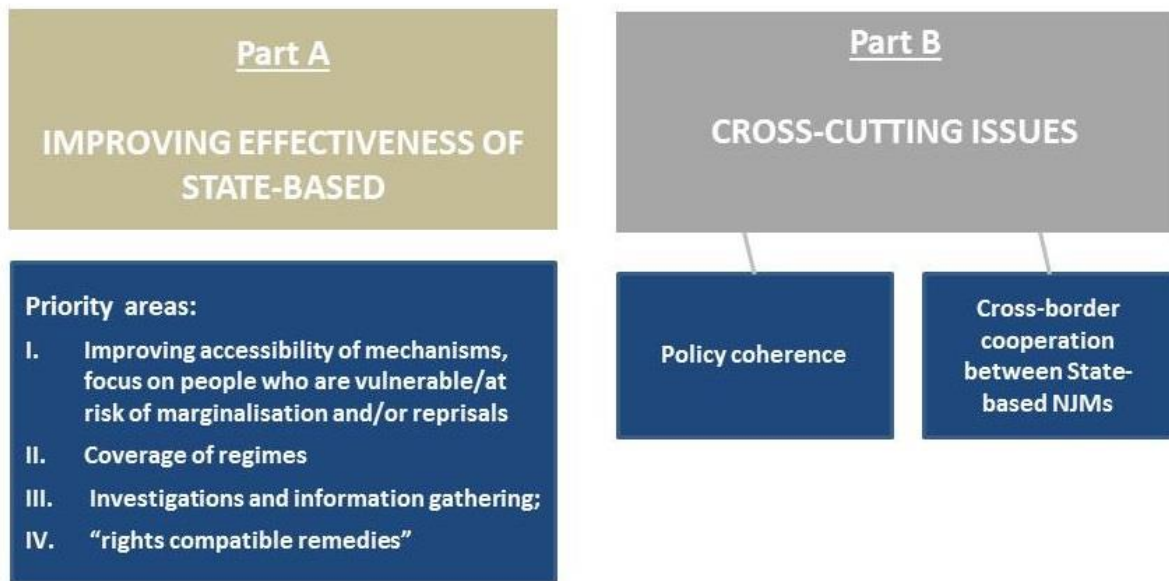 Part A
IMPROVING EFFECTIVENESS OF
STATE-BASED
Priority areas:
I. Improving accessibility of mechanisms,
focus on people who are vulnerable/at
risk of marginalisation and/or reprisals
II. Coverage of regimes
III. Investigations and information gathering;
IV. “rights compatible remedies”
Part B
CROSS-CUTTING ISSUES
Policy coherence
Cross-border
cooperation
between State-
based NJMs